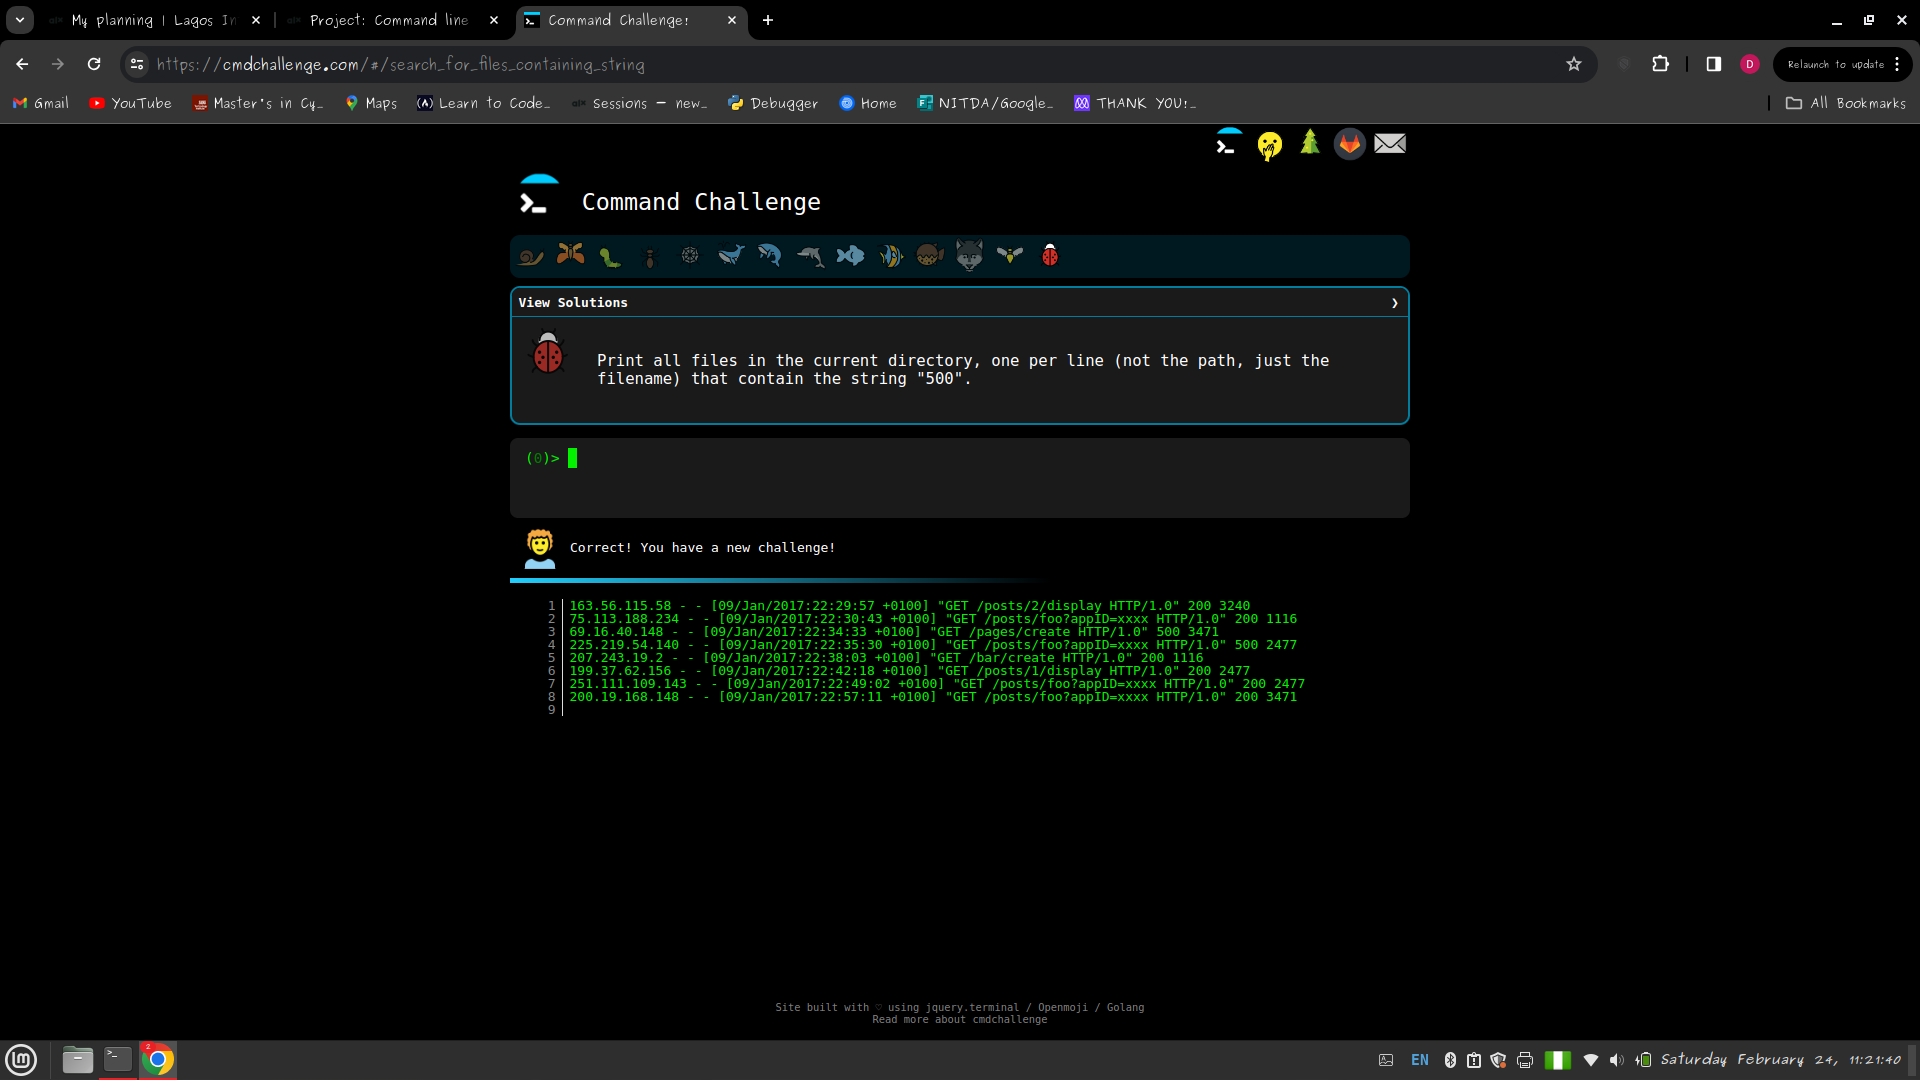 My planning | Lagos In
Project: Command line
Command Challenge!
https://cmdchallenge.com/#/search_for_files_containing_string
D
Relaunch to update
Gmail
YouTube
Master's in Cy…
Maps
Learn to Code…
Sessions – new…
Debugger
Home
NITDA/Google…
THANK YOU!…
All Bookmarks
Command Challenge
View Solutions
Print all files in the current directory, one per line (not the path, just the
filename) that contain the string "500".
(0)>
Correct! You have a new challenge!
1 163.56.115.58 - - [09/Jan/2017:22:29:57 +0100] "GET /posts/2/display HTTP/1.0" 200 3240
2 75.113.188.234 - - [09/Jan/2017:22:30:43 +0100] "GET /posts/foo?appID=xxxx HTTP/1.0" 200 1116
3 69.16.40.148 - - [09/Jan/2017:22:34:33 +0100] "GET /pages/create HTTP/1.0" 500 3471
4 225.219.54.140 - - [09/Jan/2017:22:35:30 +0100] "GET /posts/foo?appID=xxxx HTTP/1.0" 500 2477
5 207.243.19.2 - - [09/Jan/2017:22:38:03 +0100] "GET /bar/create HTTP/1.0" 200 1116
6 199.37.62.156 - - [09/Jan/2017:22:42:18 +0100] "GET /posts/1/display HTTP/1.0" 200 2477
7 251.111.109.143 - - [09/Jan/2017:22:49:02 +0100] "GET /posts/foo?appID=xxxx HTTP/1.0" 200 2477
8 200.19.168.148 - - [09/Jan/2017:22:57:11 +0100] "GET /posts/foo?appID=xxxx HTTP/1.0" 200 3471
9
Site built with ♡ using jquery.terminal / Openmoji / Golang
Read more about cmdchallenge
2
EN
Saturday February 24, 11:21:40